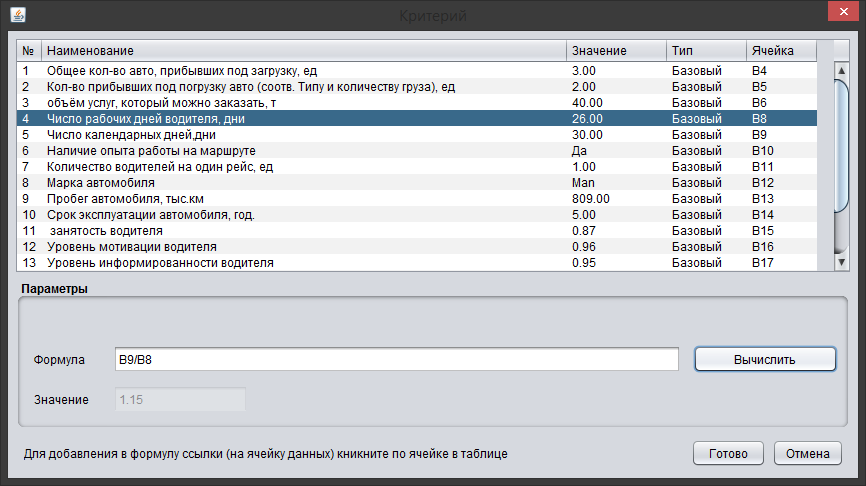 Критерий
№ Наименование Значение Тип Ячейка
1 Общее кол-во авто, прибывших под загрузку, ед 3.00 Базовый B4
2 Кол-во прибывших под погрузку авто (соотв. Типу и количеству груза), ед 2.00 Базовый B5
3 объём услуг, который можно заказать, т 40.00 Базовый B6
4 Число рабочих дней водителя, дни 26.00 Базовый B8
5 Число календарных дней,дни 30.00 Базовый B9
6 Наличие опыта работы на маршруте Да Базовый B10
7 Количество водителей на один рейс, ед 1.00 Базовый B11
8 Марка автомобиля Man Базовый B12
9 Пробег автомобиля, тыс.км 809.00 Базовый B13
10 Срок эксплуатации автомобиля, год. 5.00 Базовый B14
11 занятость водителя 0.87 Базовый B15
12 Уровень мотивации водителя 0.96 Базовый B16
13 Уровень информированности водителя 0.95 Базовый B17
Параметры
Формула B9/B8 Вычислить
Значение 1.15
Для добавления в формулу ссылки (на ячейку данных) кникните по ячейке в таблице Готово Отмена